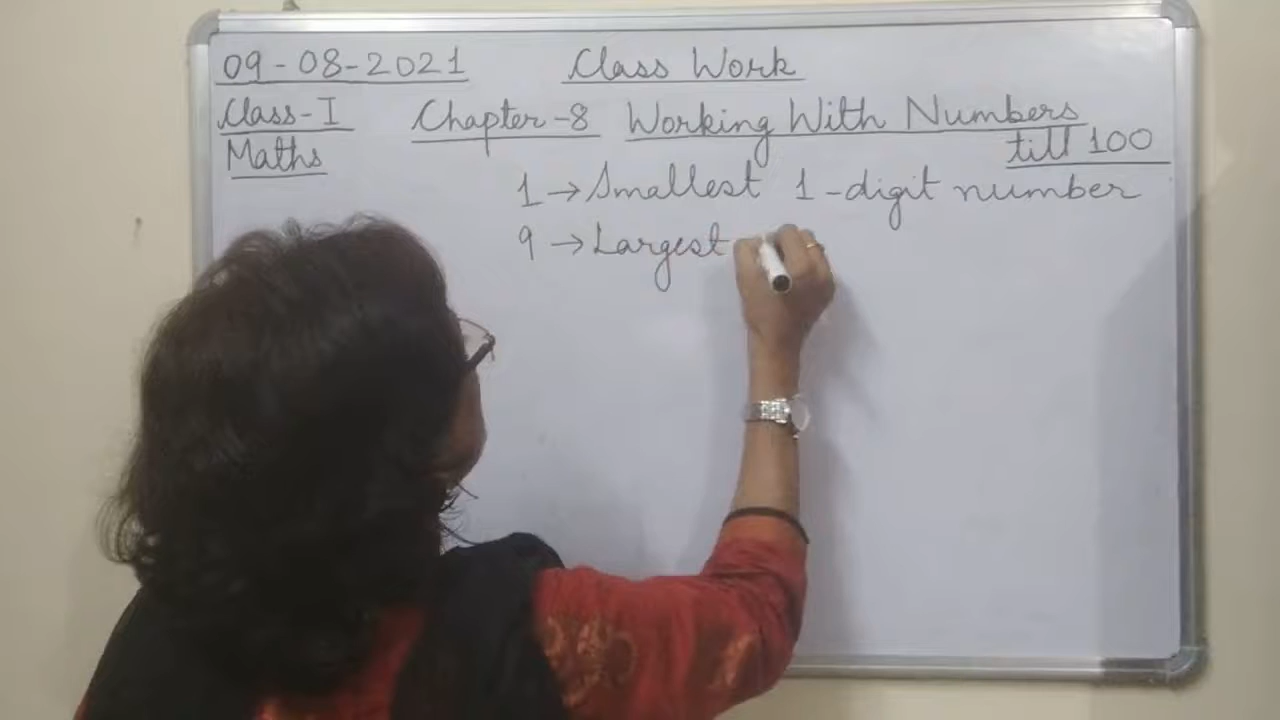 09-08-2021 Class Work
Class-I Chapter-8 Working With Numbers
Maths till 100
1 → Smallest 1-digit number
9 → Largest